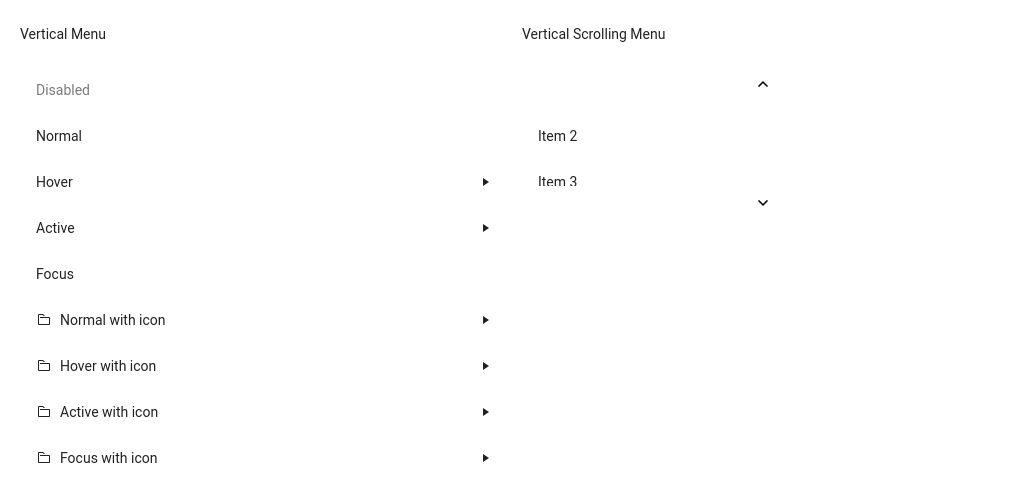 Vertical Menu
Disabled
Normal
Hover
Active
Focus
Normal with icon
Hover with icon
Active with icon
Focus with icon
Vertical Scrolling Menu
Item 2
Item 3